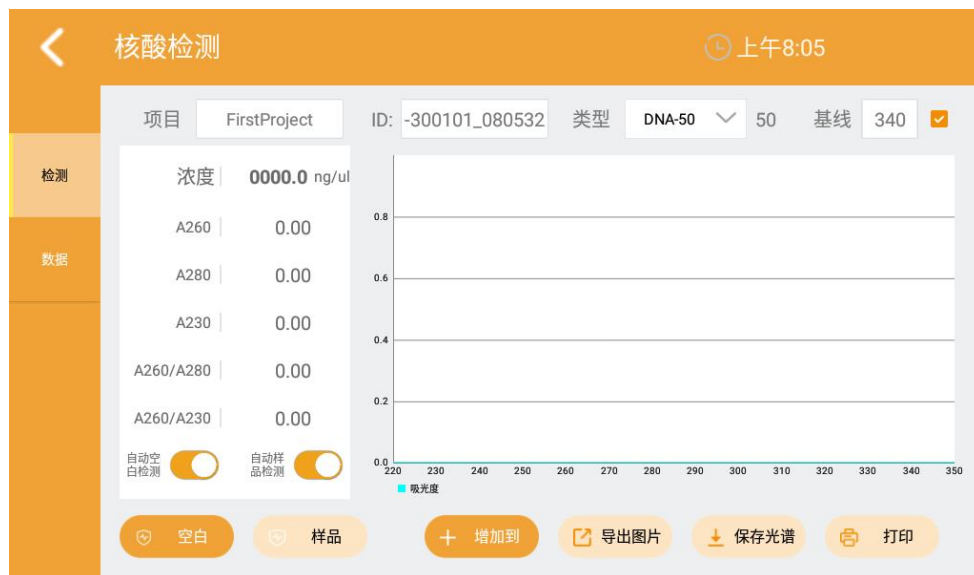 核酸检测
上午8:05
项目 FirstProject ID: -300101_080532 类型 DNA-50 50 基线 340
检测
数据
浓度 0000.0 ng/ul
A260 0.00
A280 0.00
A230 0.00
A260/A280 0.00
A260/A230 0.00
自动空
白检测
自动样
品检测
0.8
0.6
0.4
0.2
0.0
220 230 240 250 260 270 280 290 300 310 320 330 340 350
吸光度
空白 样品 增加到 导出图片 保存光谱 打印